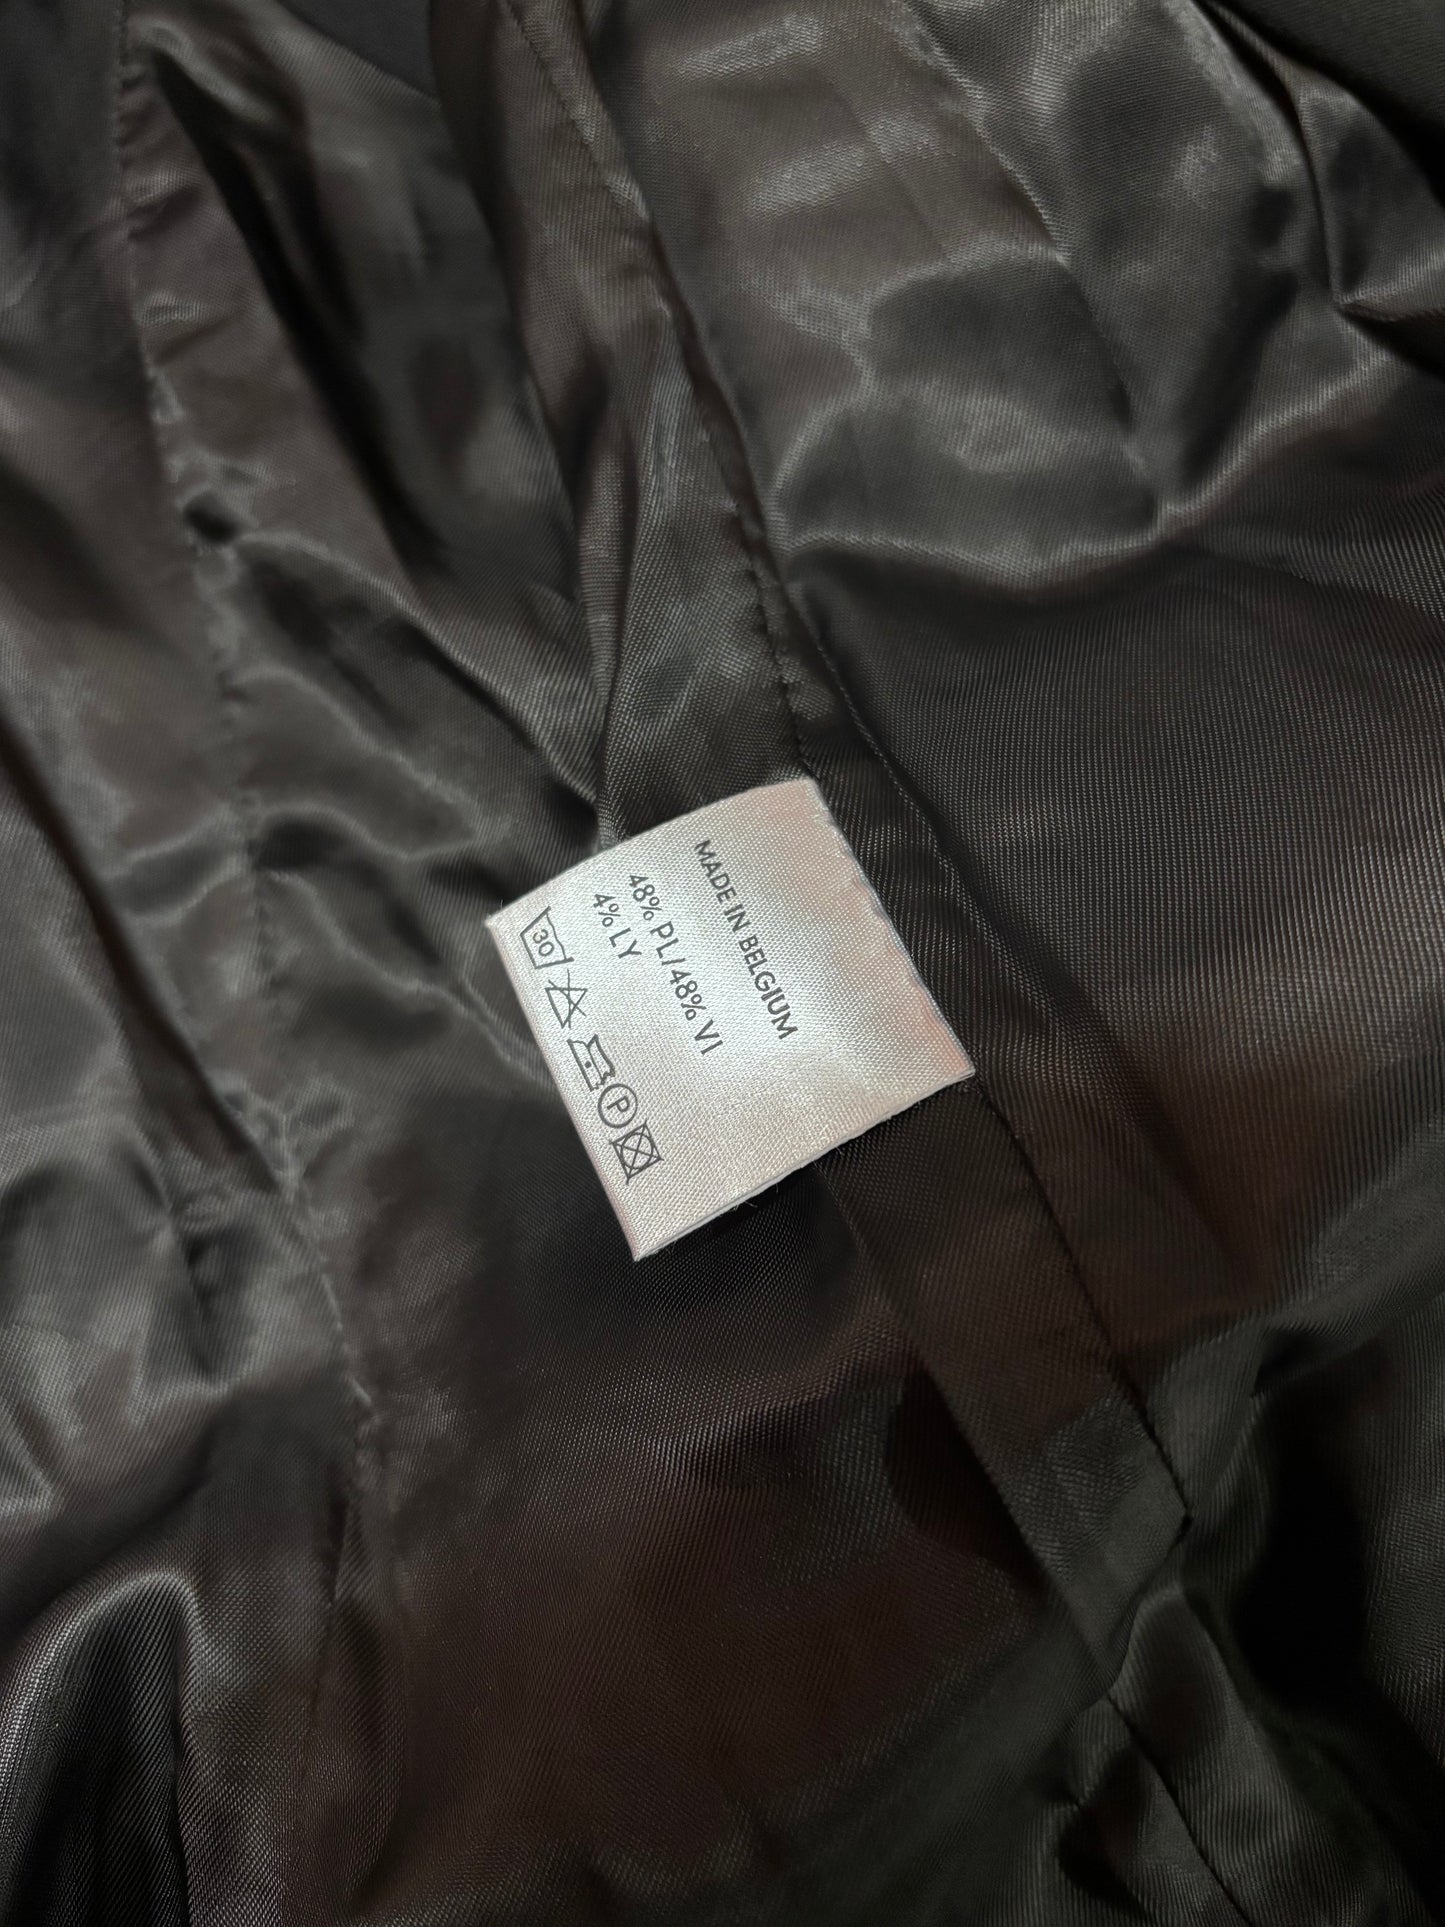 MADE IN BELGIUM
48% PL / 48% VI
4% LY
30
P